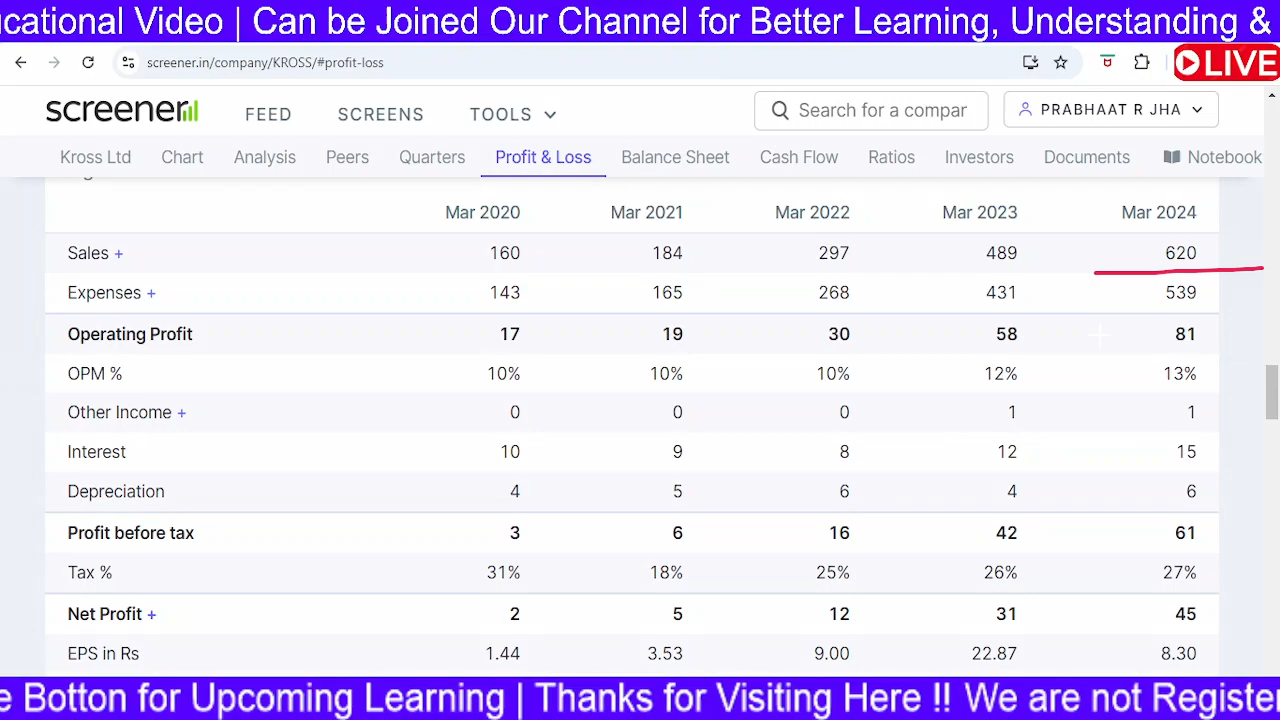 cational Video | Can be Joined Our Channel for Better Learning, Understanding &
screener.in/company/KROSS/#profit-loss
LIVE
screener FEED SCREENS TOOLS Search for a compar PRABHAAT R JHA
Kross Ltd Chart Analysis Peers Quarters Profit & Loss Balance Sheet Cash Flow Ratios Investors Documents Notebook
Mar 2020 Mar 2021 Mar 2022 Mar 2023 Mar 2024
Sales + 160 184 297 489 620
Expenses + 143 165 268 431 539
Operating Profit 17 19 30 58 81
OPM % 10% 10% 10% 12% 13%
Other Income + 0 0 0 1 1
Interest 10 9 8 12 15
Depreciation 4 5 6 4 6
Profit before tax 3 6 16 42 61
Tax % 31% 18% 25% 26% 27%
Net Profit + 2 5 12 31 45
EPS in Rs 1.44 3.53 9.00 22.87 8.30
e Botton for Upcoming Learning | Thanks for Visiting Here !! We are not Register